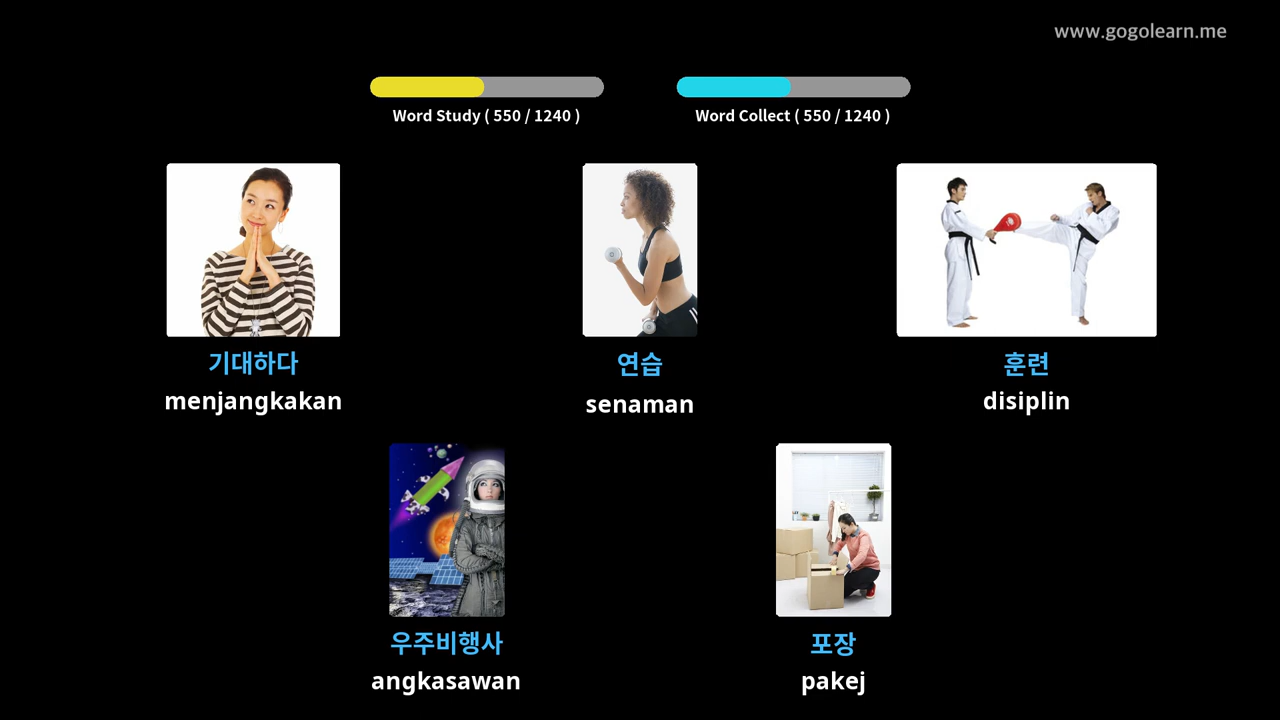 www.gogolearn.me
Word Study ( 550 / 1240 )
Word Collect ( 550 / 1240 )
기대하다
menjangkakan
연습
senaman
훈련
disiplin
우주비행사
angkasawan
포장
pakej